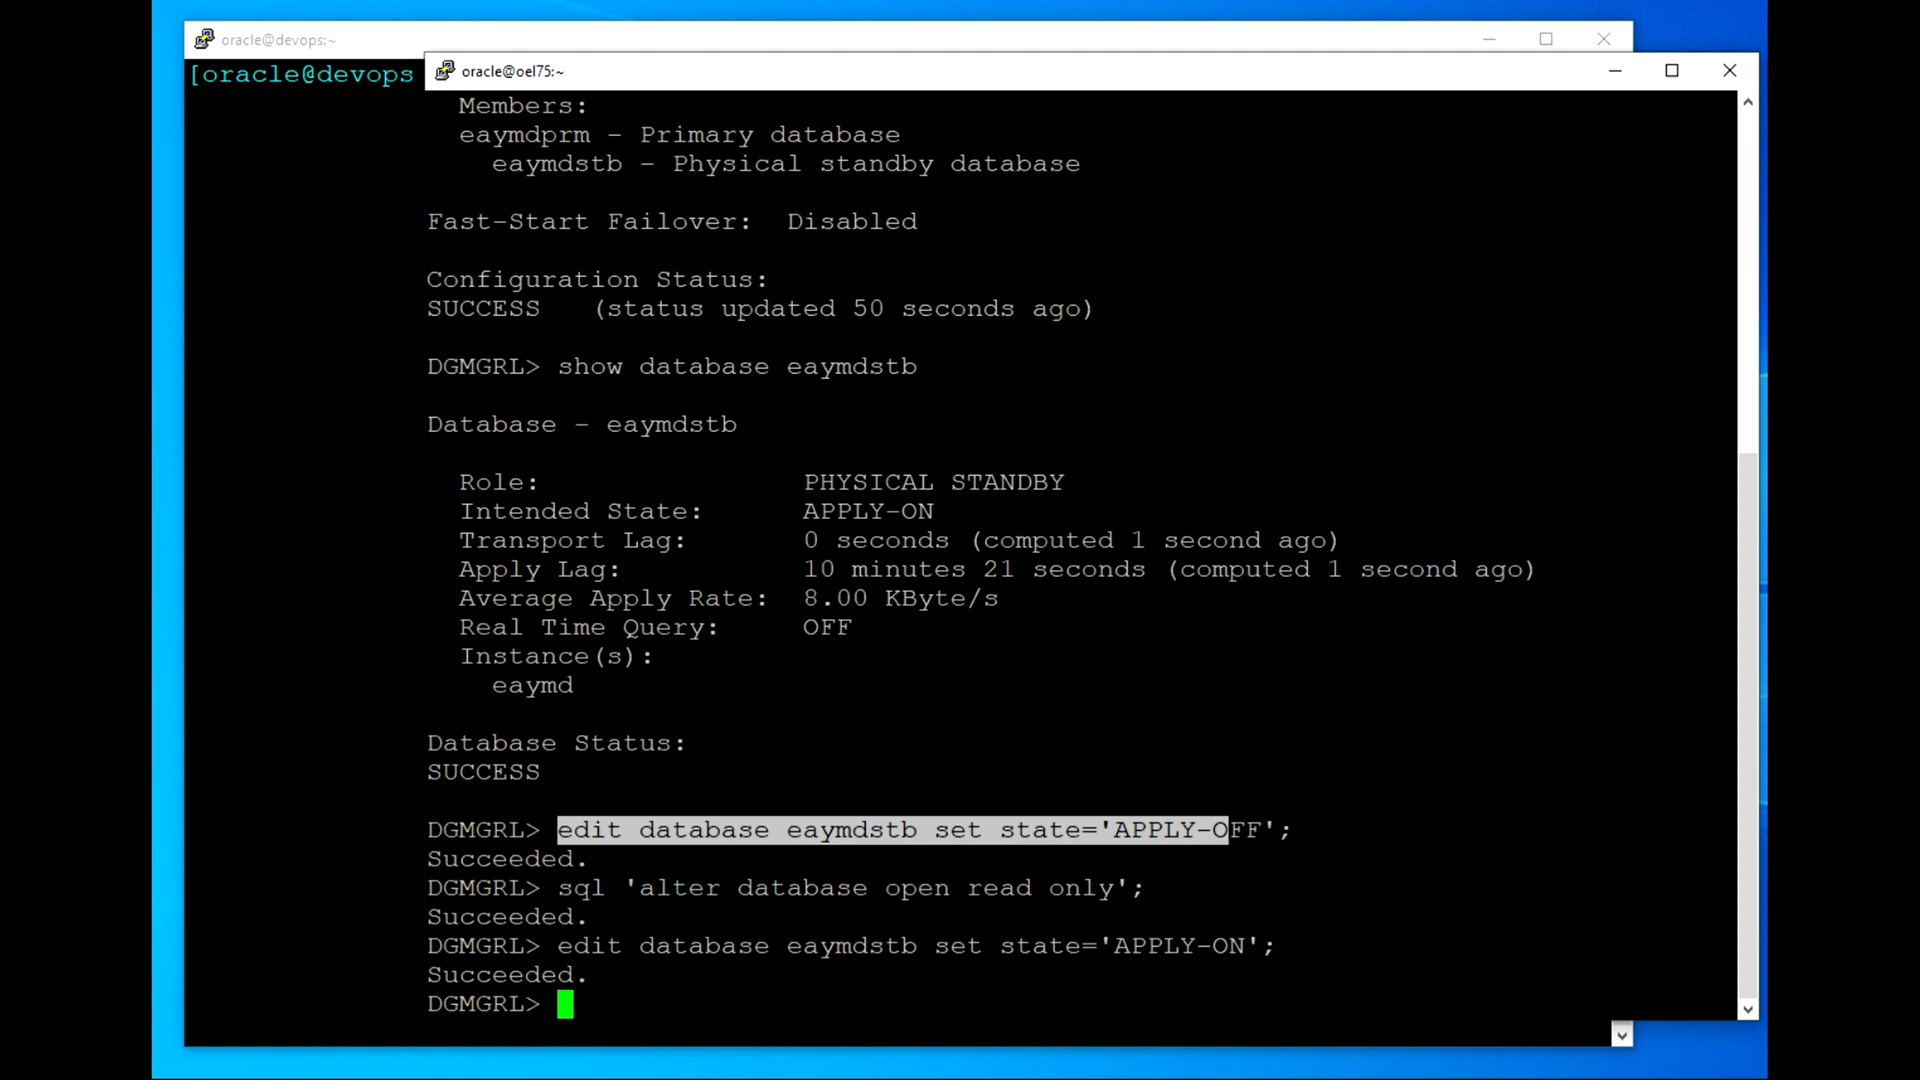 oracle@devops:~
[oracle@devops
oracle@oel75:~
Members:
eaymdprm - Primary database
eaymdstb - Physical standby database
Fast-Start Failover: Disabled
Configuration Status:
SUCCESS (status updated 50 seconds ago)
DGMGRL> show database eaymdstb
Database - eaymdstb
Role: PHYSICAL STANDBY
Intended State: APPLY-ON
Transport Lag: 0 seconds (computed 1 second ago)
Apply Lag: 10 minutes 21 seconds (computed 1 second ago)
Average Apply Rate: 8.00 KByte/s
Real Time Query: OFF
Instance(s):
eaymd
Database Status:
SUCCESS
DGMGRL> edit database eaymdstb set state='APPLY-OFF';
Succeeded.
DGMGRL> sql 'alter database open read only';
Succeeded.
DGMGRL> edit database eaymdstb set state='APPLY-ON';
Succeeded.
DGMGRL>